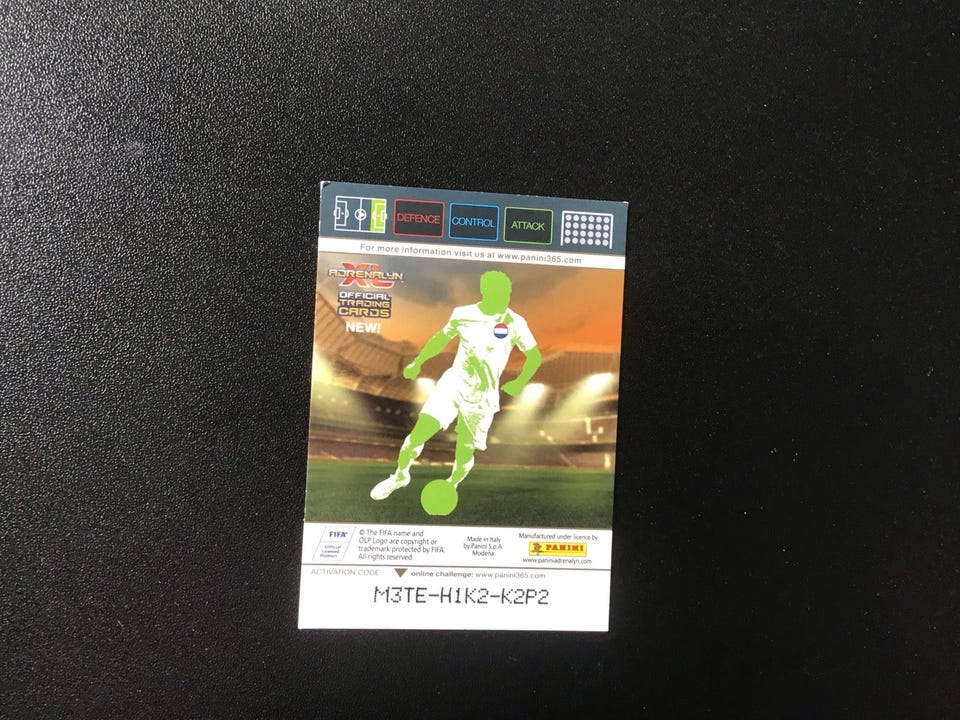 DEFENCE
CONTROL
ATTACK
For more information visit us at www.panini365.com
ADRENALYN
XL
OFFICIAL
TRADING
CARDS
NEW!
FIFA®
Official
Licensed
Product
© The FIFA name and
OLP Logo are copyright or
trademark protected by FIFA.
All rights reserved.
Made in Italy
by Panini S.p.A.
Modena
Manufactured under licence by
PANINI
www.paniniadrenalyn.com
ACTIVATION CODE online challenge: www.panini365.com
M3TE-H1K2-K2P2